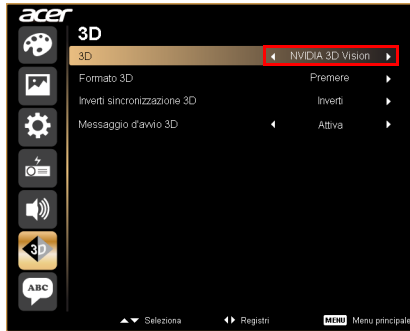 acer
3D
3D NVIDIA 3D Vision
Formato 3D Premere
Inverti sincronizzazione 3D Inverti
Messaggio d'avvio 3D Attiva
3D
ABC
Seleziona Registri MENU Menu principale